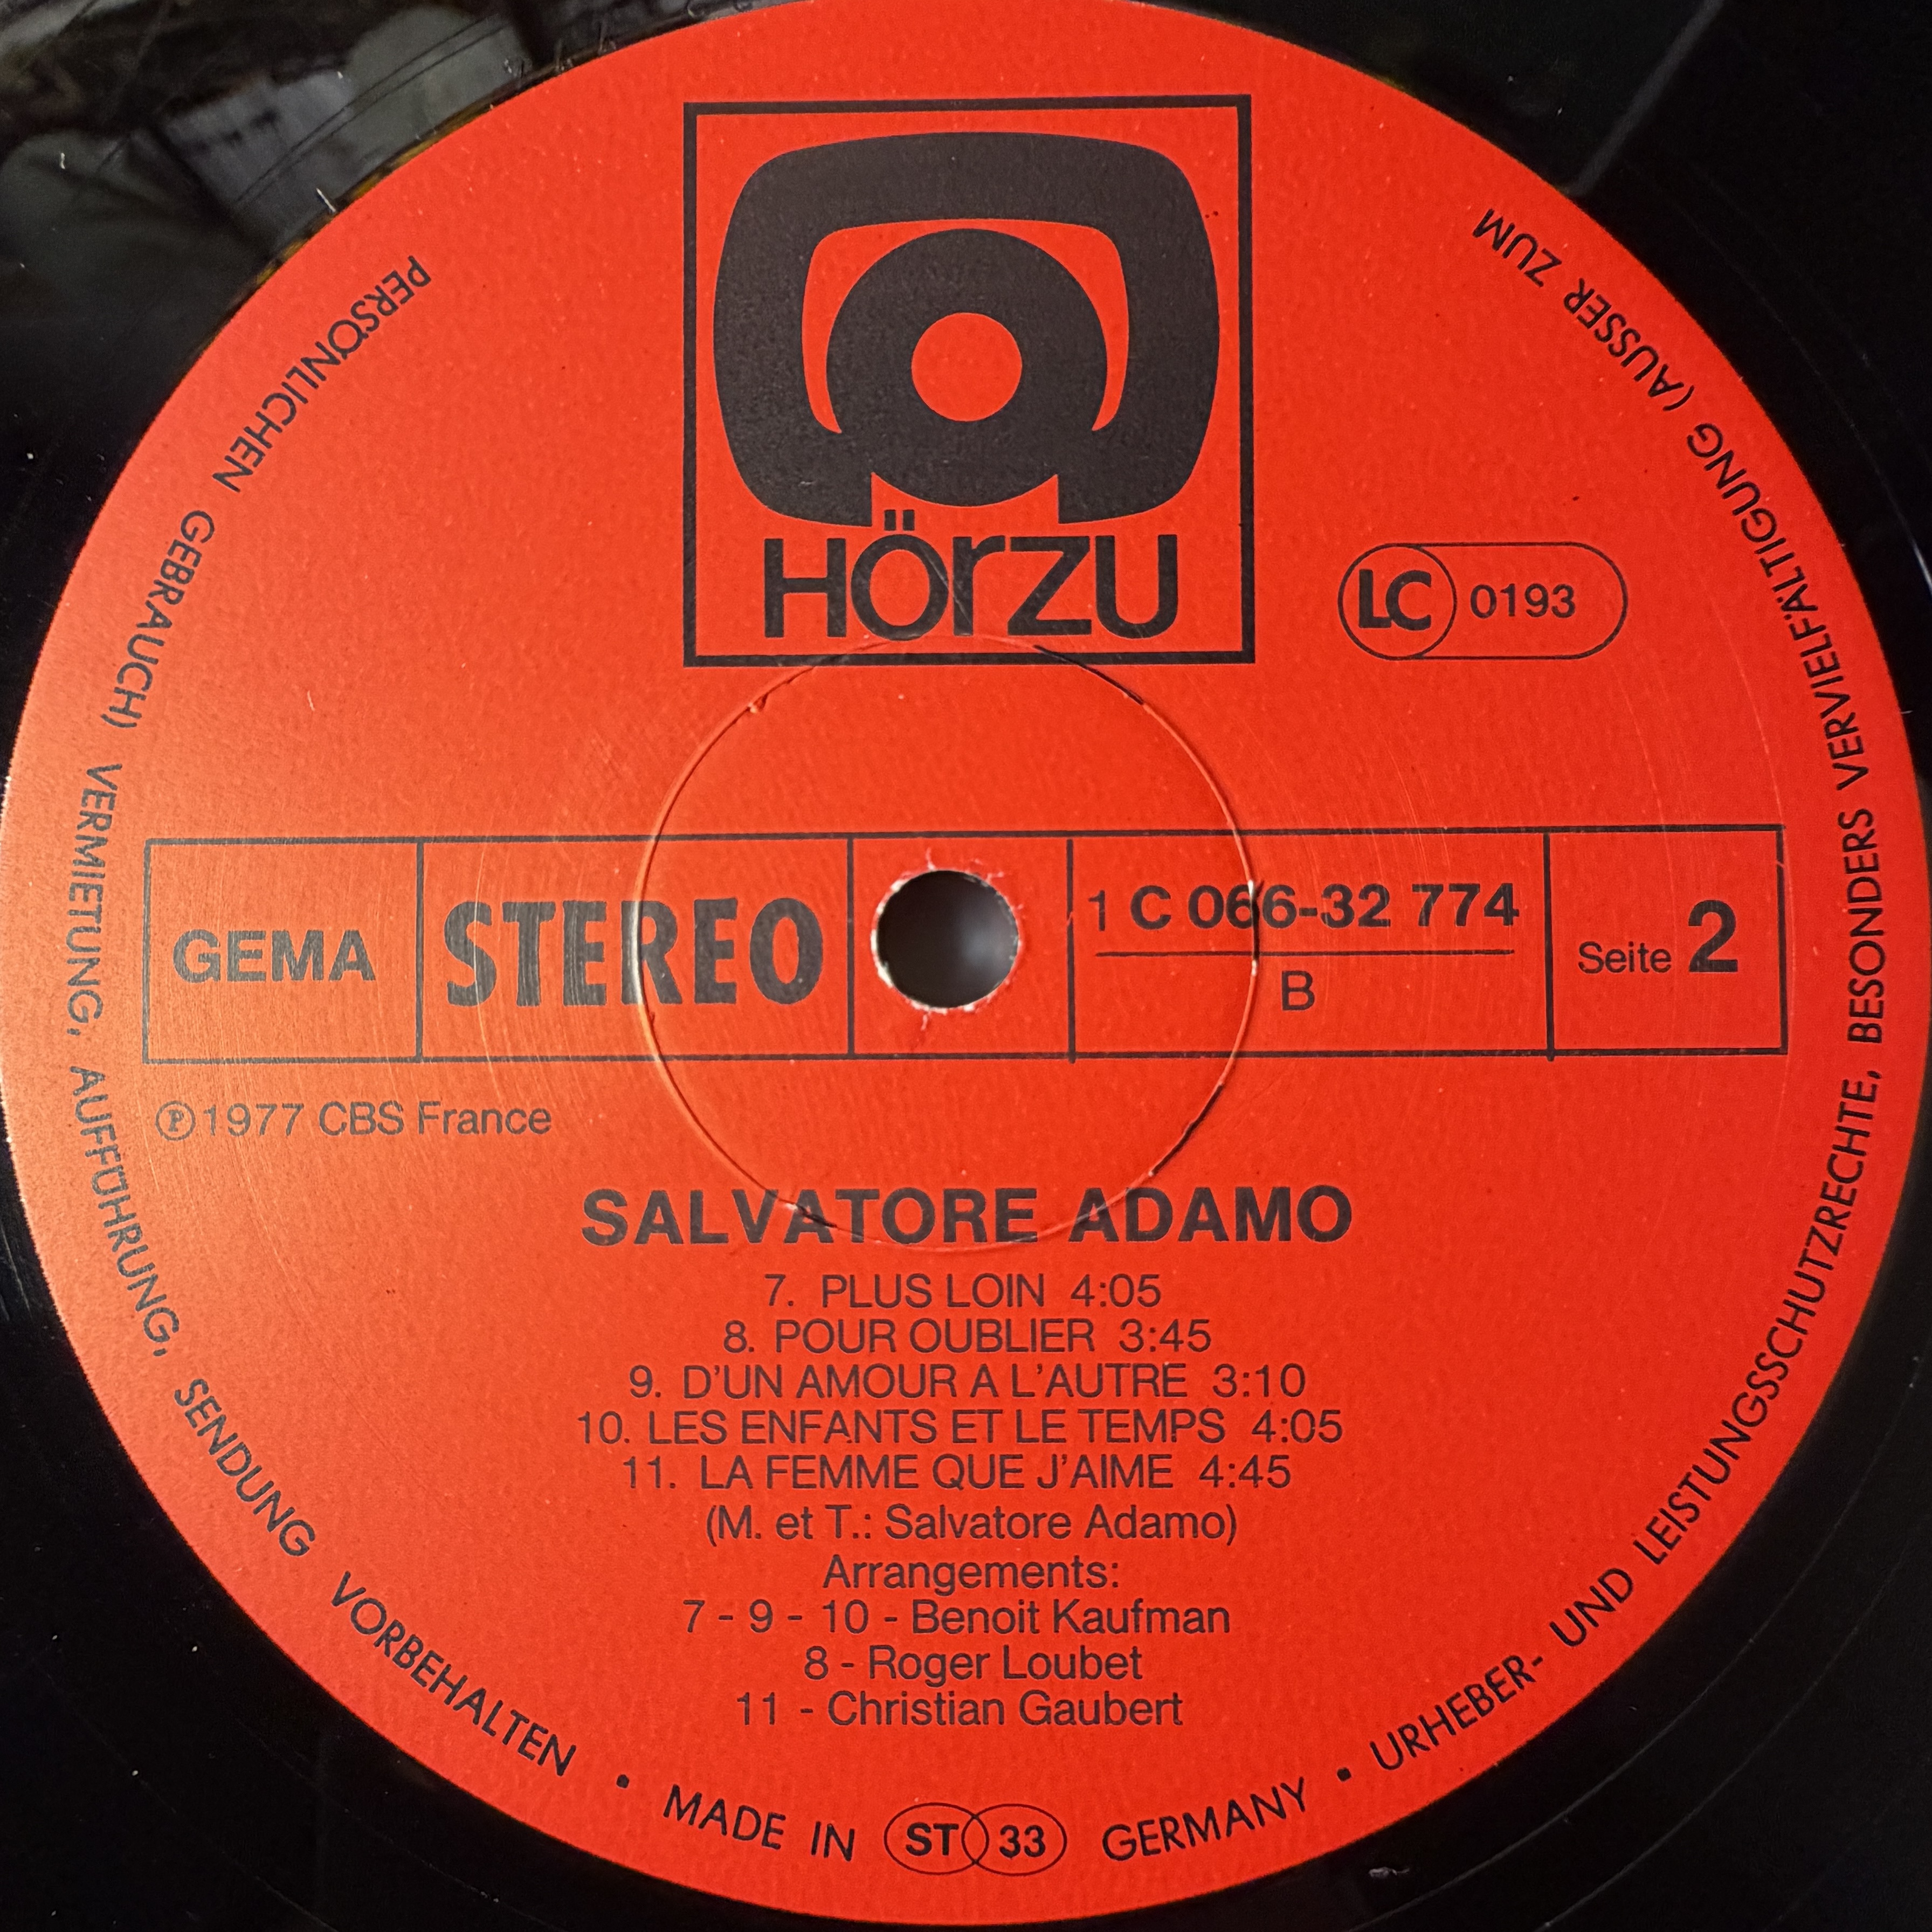 HÖRZU
LC 0193
GEMA
STEREO
1 C 066-32 774
B
Seite 2
Ⓟ1977 CBS France
SALVATORE ADAMO
7. PLUS LOIN 4:05
8. POUR OUBLIER 3:45
9. D'UN AMOUR A L'AUTRE 3:10
10. LES ENFANTS ET LE TEMPS 4:05
11. LA FEMME QUE J'AIME 4:45
(M. et T.: Salvatore Adamo)
Arrangements:
7 - 9 - 10 - Benoit Kaufman
8 - Roger Loubet
11 - Christian Gaubert
MADE IN ST 33 GERMANY • URHEBER- UND LEISTUNGSSCHUTZRECHTE, BESONDERS VERVIELFÄLTIGUNG (AUSSER ZUM PERSÖNLICHEN GEBRAUCH) VERMIETUNG, AUFFÜHRUNG, SENDUNG VORBEHALTEN •